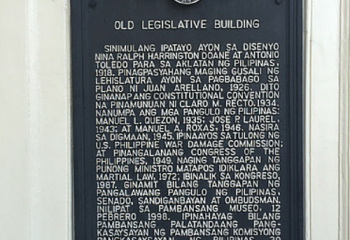 OLD LEGISLATIVE BUILDING
SINIMULANG IPATAYO AYON SA DISENYO
NINA RALPH HARRINGTON DOANE AT ANTONIO
TOLEDO PARA SA AKLATAN NG PILIPINAS,
1918. PINAGPASYAHANG MAGING GUSALI NG
LEHISLATURA AYON SA PAGBABAGO SA
PLANO NI JUAN ARELLANO, 1926. DITO
GINANAP ANG CONSTITUTIONAL CONVENTION
NA PINAMUNUAN NI CLARO M. RECTO, 1934.
NANUMPA ANG MGA PANGULO NG PILIPINAS:
MANUEL L. QUEZON, 1935; JOSE P. LAUREL,
1943; AT MANUEL A. ROXAS, 1946. NASIRA
SA DIGMAAN, 1945. IPINAAYOS SA TULONG NG
U.S. PHILIPPINE WAR DAMAGE COMMISSION;
AT PINANGALANANG CONGRESS OF THE
PHILIPPINES, 1949. NAGING TANGGAPAN NG
PUNONG MINISTRO MATAPOS IDIKLARA ANG
MARTIAL LAW, 1972; IBINALIK SA KONGRESO,
1987. GINAMIT BILANG TANGGAPAN NG
PANGALAWANG PANGULO NG PILIPINAS,
SENADO, SANDIGANBAYAN AT OMBUDSMAN.
INILIPAT SA PAMBANSANG MUSEO, 12
PEBRERO 1998. IPINAHAYAG BILANG
PAMBANSANG PALATANDAANG PANG-
KASAYSAYAN NG PAMBANSANG KOMISYONG
PANGKASAYSAYAN NG PILIPINAS, 30